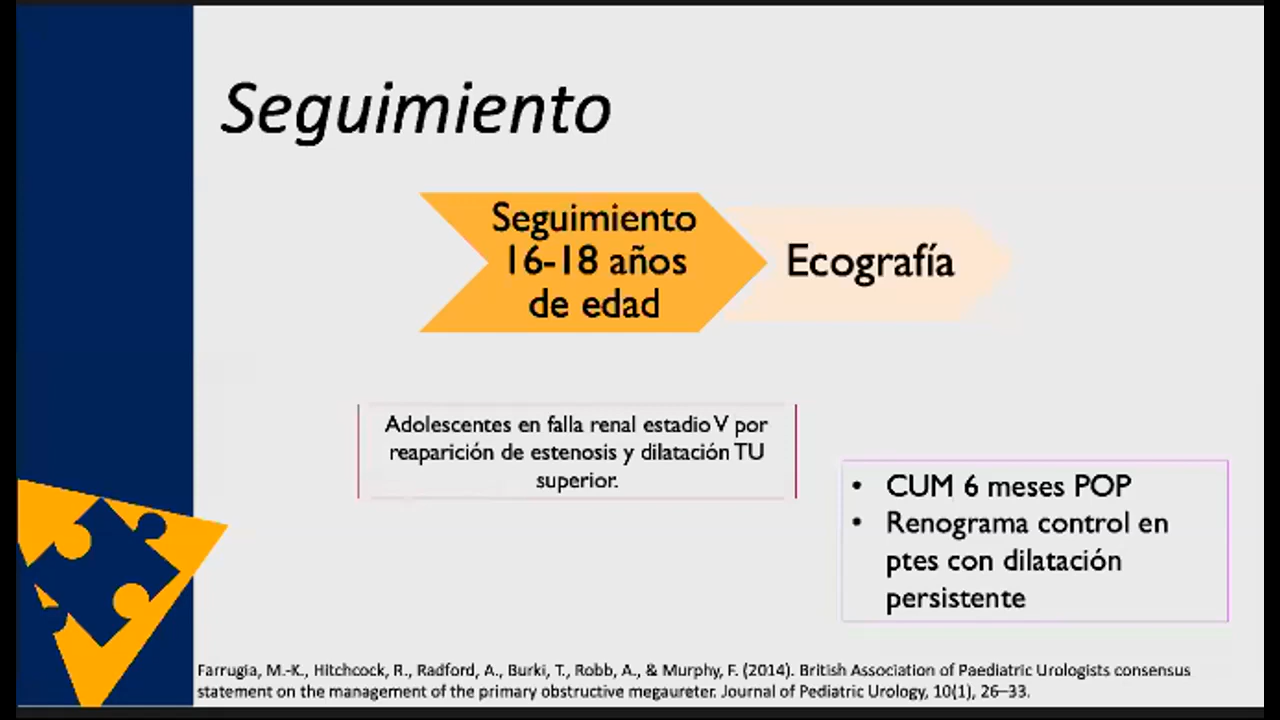 Seguimiento
Seguimiento
16-18 años
de edad
Ecografía
Adolescentes en falla renal estadio V por
reaparición de estenosis y dilatación TU
superior.
• CUM 6 meses POP
• Renograma control en
ptes con dilatación
persistente
Farrugia, M.-K., Hitchcock, R., Radford, A., Burki, T., Robb, A., & Murphy, F. (2014). British Association of Paediatric Urologists consensus
statement on the management of the primary obstructive megaureter. Journal of Pediatric Urology, 10(1), 26–33.